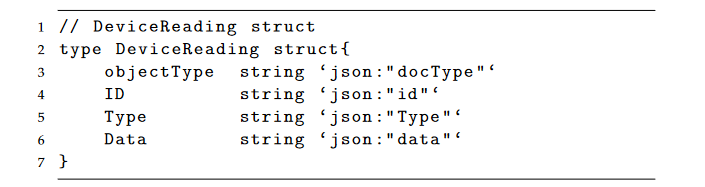 1 // DeviceReading struct
2 type DeviceReading struct{
3     objectType  string ‘json:"docType"‘
4     ID          string ‘json:"id"‘
5     Type        string ‘json:"Type"‘
6     Data        string ‘json:"data"‘
7 }